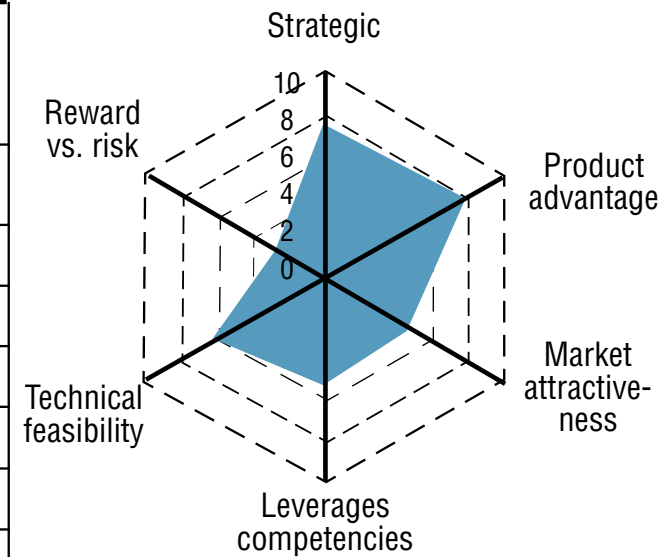 Strategic
10
8
6
4
2
0
Reward
vs. risk
Product
advantage
Market
attractive-
ness
Technical
feasibility
Leverages
competencies